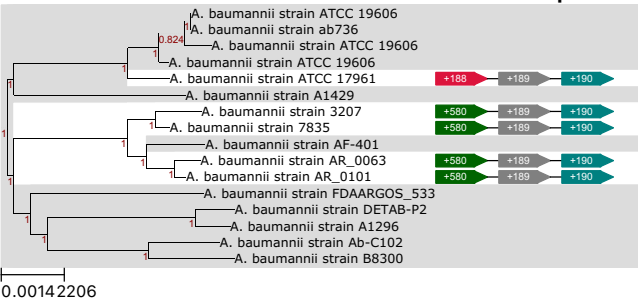 A. baumannii strain ATCC 19606
A. baumannii strain ab736
1
0.824
A. baumannii strain ATCC 19606
A. baumannii strain ATCC 19606
1
A. baumannii strain ATCC 17961 +188 +189 +190
A. baumannii strain A1429
1
A. baumannii strain 3207 +580 +189 +190
1
A. baumannii strain 7835 +580 +189 +190
1
A. baumannii strain AF-401
1
A. baumannii strain AR_0063 +580 +189 +190
1
A. baumannii strain AR_0101 +580 +189 +190
1
A. baumannii strain FDAARGOS_533
A. baumannii strain DETAB-P2
1
A. baumannii strain A1296
1
A. baumannii strain Ab-C102
1
A. baumannii strain B8300
0.00142206